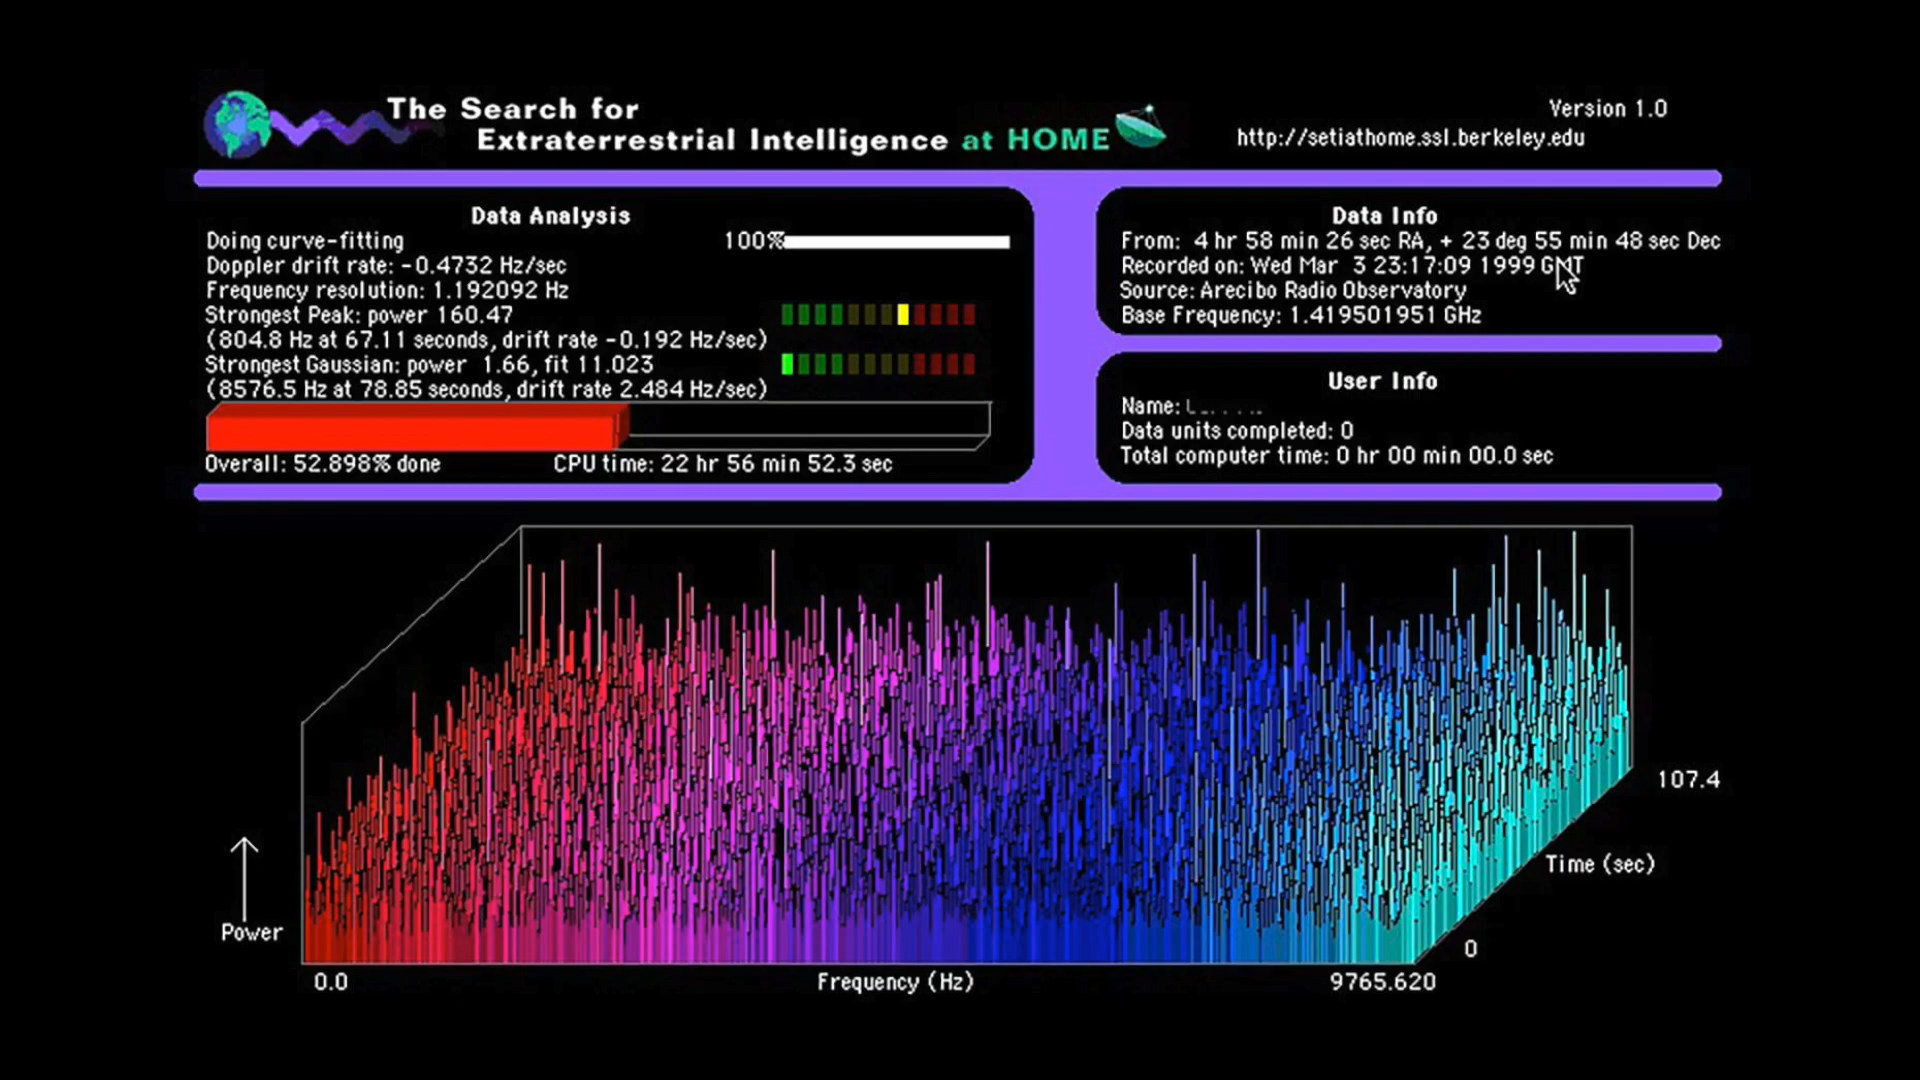 The Search for
Extraterrestrial Intelligence at HOME
Version 1.0
http://setiathome.ssl.berkeley.edu
Data Analysis
Doing curve-fitting 100%
Doppler drift rate: -0.4732 Hz/sec
Frequency resolution: 1.192092 Hz
Strongest Peak: power 160.47
(804.8 Hz at 67.11 seconds, drift rate -0.192 Hz/sec)
Strongest Gaussian: power 1.66, fit 11.023
(8576.5 Hz at 78.85 seconds, drift rate 2.484 Hz/sec)
Overall: 52.898% done CPU time: 22 hr 56 min 52.3 sec
Data Info
From: 4 hr 58 min 26 sec RA, + 23 deg 55 min 48 sec Dec
Recorded on: Wed Mar 3 23:17:09 1999 GMT
Source: Arecibo Radio Observatory
Base Frequency: 1.419501951 GHz
User Info
Name:
Data units completed: 0
Total computer time: 0 hr 00 min 00.0 sec
107.4
Time (sec)
Power
0
0.0 Frequency (Hz) 9765.620